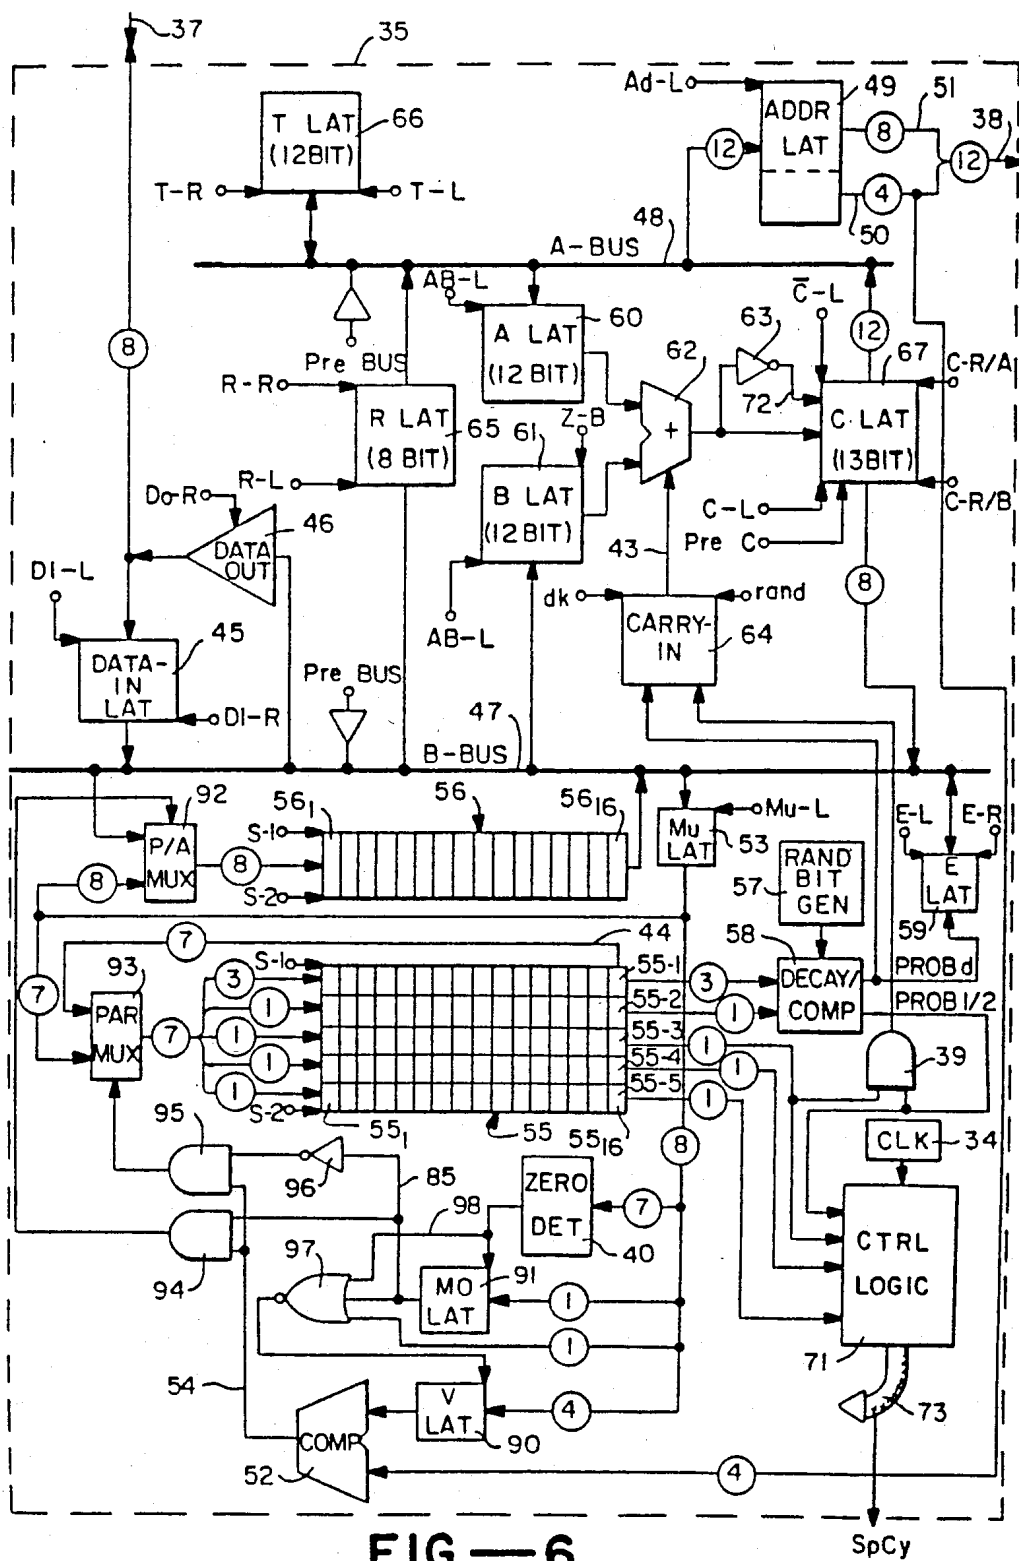 37
35
Ad-L
49
51
38
T LAT
(12BIT)
66
ADDR
LAT
8
12
12
T-R
T-L
4
50
48
A-BUS
AB-L
C̅-L
8
Pre BUS
60
A LAT
(12 BIT)
63
62
12
67
C-R/A
R-R
R LAT
(8 BIT)
65
72
C LAT
(13BIT)
61
Z-B
+
R-L
B LAT
(12BIT)
C-L
C-R/B
Do-R
46
DATA
OUT
43
Pre C
DI-L
45
dk
rand
8
DATA-
IN
LAT
AB-L
CARRY-
IN
64
Pre BUS
DI-R
47
B-BUS
92
56₁
56
56₁₆
Mu-L
E-L
E-R
S-1
P/A
MUX
Mu
LAT
53
RAND
BIT
GEN
57
E
LAT
8
8
S-2
59
7
44
58
7
93
S-1
55-1
3
DECAY/
COMP
PROB d
3
PAR
MUX
7
55-2
1
PROB 1/2
1
1
55-3
1
55-4
1
39
1
55-5
1
S-2
55₁
55
55₁₆
95
CLK
34
8
96
85
ZERO
DET
7
98
40
94
97
91
MO
LAT
1
CTRL
LOGIC
1
71
54
V
LAT
4
73
90
COMP
52
4
SpCy
FIG—6